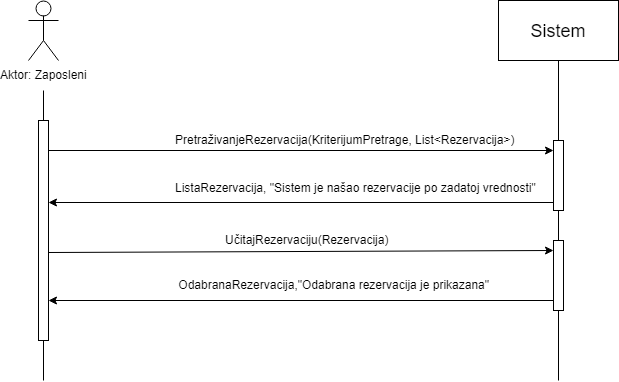 Sistem
Aktor: Zaposleni
PretraživanjeRezervacija(KriterijumPretrage, List<Rezervacija>)
ListaRezervacija, "Sistem je našao rezervacije po zadatoj vrednosti"
UčitajRezervaciju(Rezervacija)
OdabranaRezervacija,"Odabrana rezervacija je prikazana"